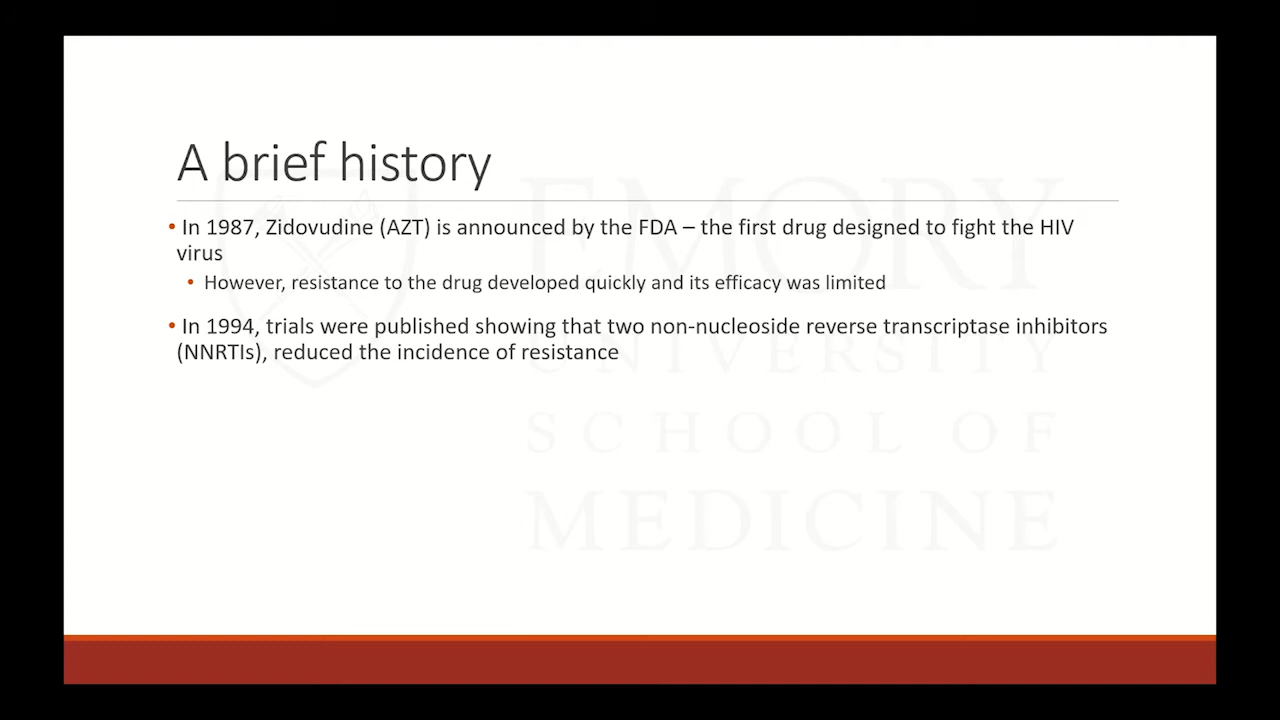 A brief history
• In 1987, Zidovudine (AZT) is announced by the FDA – the first drug designed to fight the HIV
virus
• However, resistance to the drug developed quickly and its efficacy was limited
• In 1994, trials were published showing that two non-nucleoside reverse transcriptase inhibitors
(NNRTIs), reduced the incidence of resistance
EMORY
UNIVERSITY
SCHOOL OF
MEDICINE